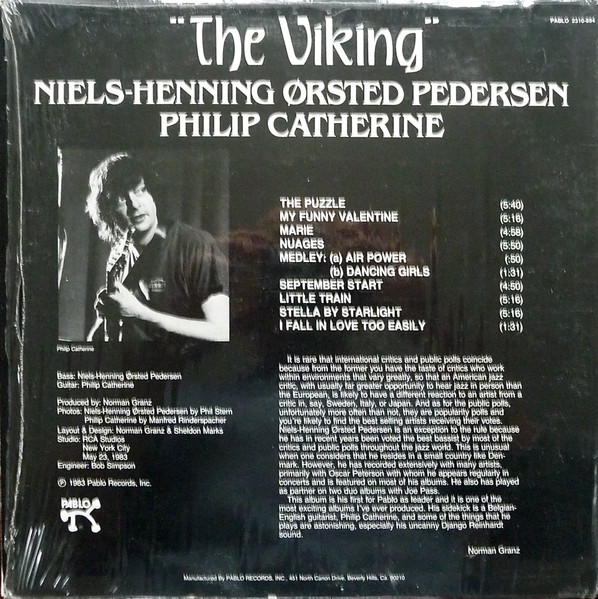 PABLO 2310-894
"The Viking"
NIELS-HENNING ØRSTED PEDERSEN
PHILIP CATHERINE
THE PUZZLE (5:40)
MY FUNNY VALENTINE (5:16)
MARIE (4:58)
NUAGES (5:50)
MEDLEY: (a) AIR POWER (:50)
(b) DANCING GIRLS (1:31)
SEPTEMBER START (4:50)
LITTLE TRAIN (5:16)
STELLA BY STARLIGHT (5:16)
I FALL IN LOVE TOO EASILY (1:31)
Philip Catherine
Bass: Niels-Henning Ørsted Pedersen
Guitar: Philip Catherine
Produced by: Norman Granz
Photos: Niels-Henning Ørsted Pedersen by Phil Stern
Philip Catherine by Manfred Rinderspacher
Layout & Design: Norman Granz & Sheldon Marks
Studio: RCA Studios
New York City
May 23, 1983
Engineer: Bob Simpson
℗ 1983 Pablo Records, Inc.
PABLO
It is rare that international critics and public polls coincide
because from the former you have the taste of critics who work
within environments that vary greatly, so that an American jazz
critic, with usually far greater opportunity to hear jazz in person than
the European, is likely to have a different reaction to an artist from a
critic in, say, Sweden, Italy, or Japan. And as for the public polls,
unfortunately more often than not, they are popularity polls and
you're likely to find the best selling artists receiving their votes.
Niels-Henning Ørsted Pedersen is an exception to the rule because
he has in recent years been voted the best bassist by most of the
critics and public polls throughout the jazz world. This is unusual
when one considers that he resides in a small country like Den-
mark. However, he has recorded extensively with many artists,
primarily with Oscar Peterson with whom he appears regularly in
concerts and is featured on most of his albums. He also has played
as partner on two duo albums with Joe Pass.
This album is his first for Pablo as leader and it is one of the
most exciting albums I've ever produced. His sidekick is a Belgian-
English guitarist, Philip Catherine, and some of the things that he
plays are astonishing, especially his uncanny Django Reinhardt
sound.
Norman Granz
Manufactured By PABLO RECORDS, INC., 451 North Canon Drive, Beverly Hills, Ca. 90210